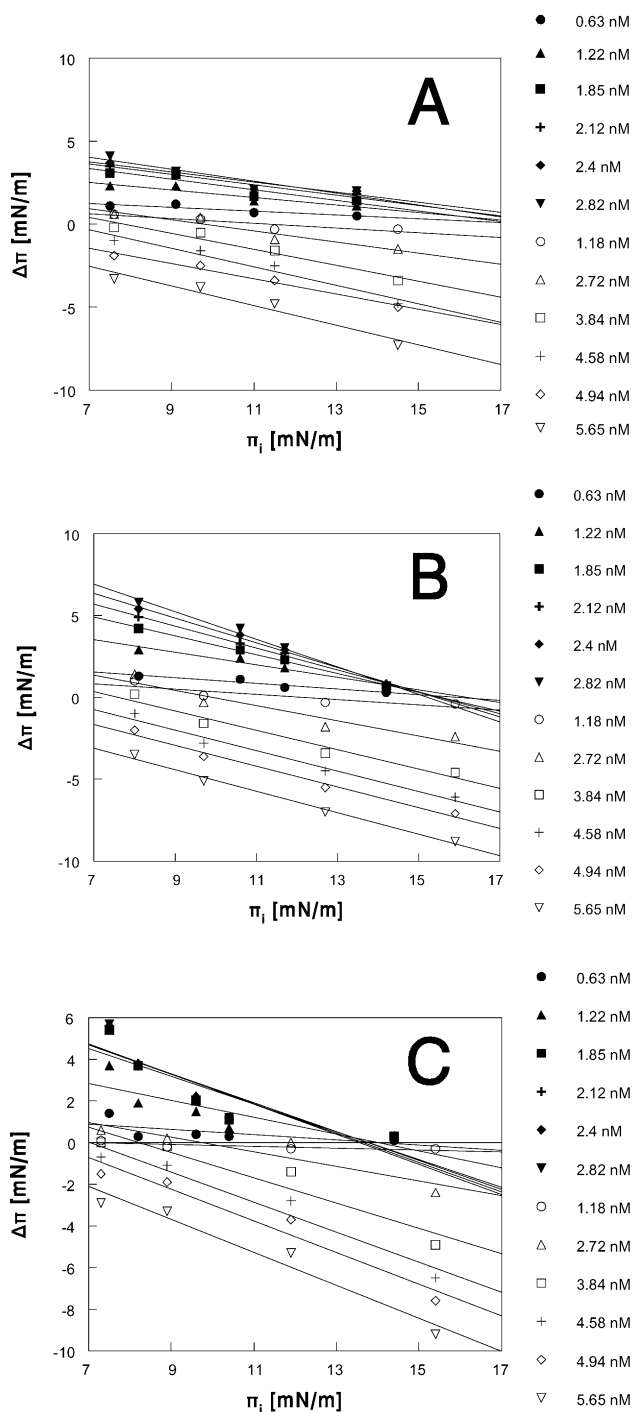 A
10
5
0
-5
-10
Δπ [mN/m]
7 9 11 13 15 17
πi [mN/m]
0.63 nM
1.22 nM
1.85 nM
2.12 nM
2.4 nM
2.82 nM
1.18 nM
2.72 nM
3.84 nM
4.58 nM
4.94 nM
5.65 nM
B
10
5
0
-5
-10
Δπ [mN/m]
7 9 11 13 15 17
πi [mN/m]
0.63 nM
1.22 nM
1.85 nM
2.12 nM
2.4 nM
2.82 nM
1.18 nM
2.72 nM
3.84 nM
4.58 nM
4.94 nM
5.65 nM
C
6
4
2
0
-2
-4
-6
-8
-10
Δπ [mN/m]
7 9 11 13 15 17
πi [mN/m]
0.63 nM
1.22 nM
1.85 nM
2.12 nM
2.4 nM
2.82 nM
1.18 nM
2.72 nM
3.84 nM
4.58 nM
4.94 nM
5.65 nM